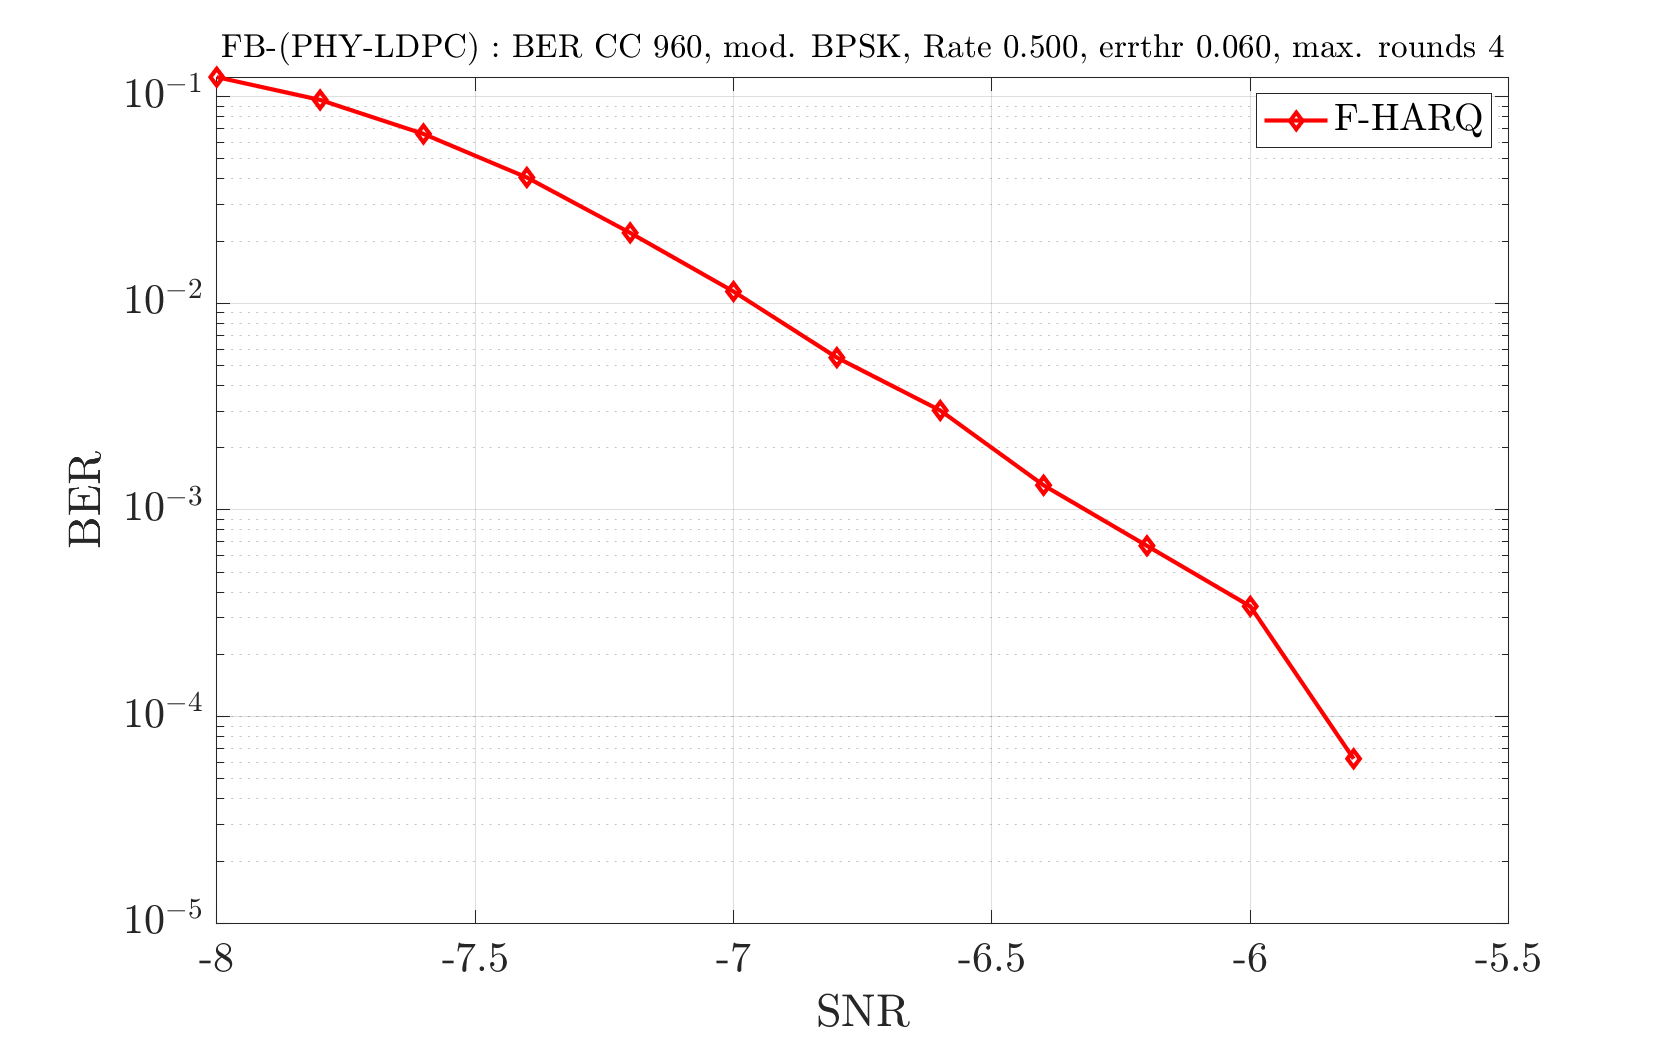 FB-(PHY-LDPC) : BER CC 960, mod. BPSK, Rate 0.500, errthr 0.060, max. rounds 4
F-HARQ
10⁻¹
10⁻²
10⁻³
10⁻⁴
10⁻⁵
BER
-8 -7.5 -7 -6.5 -6 -5.5
SNR